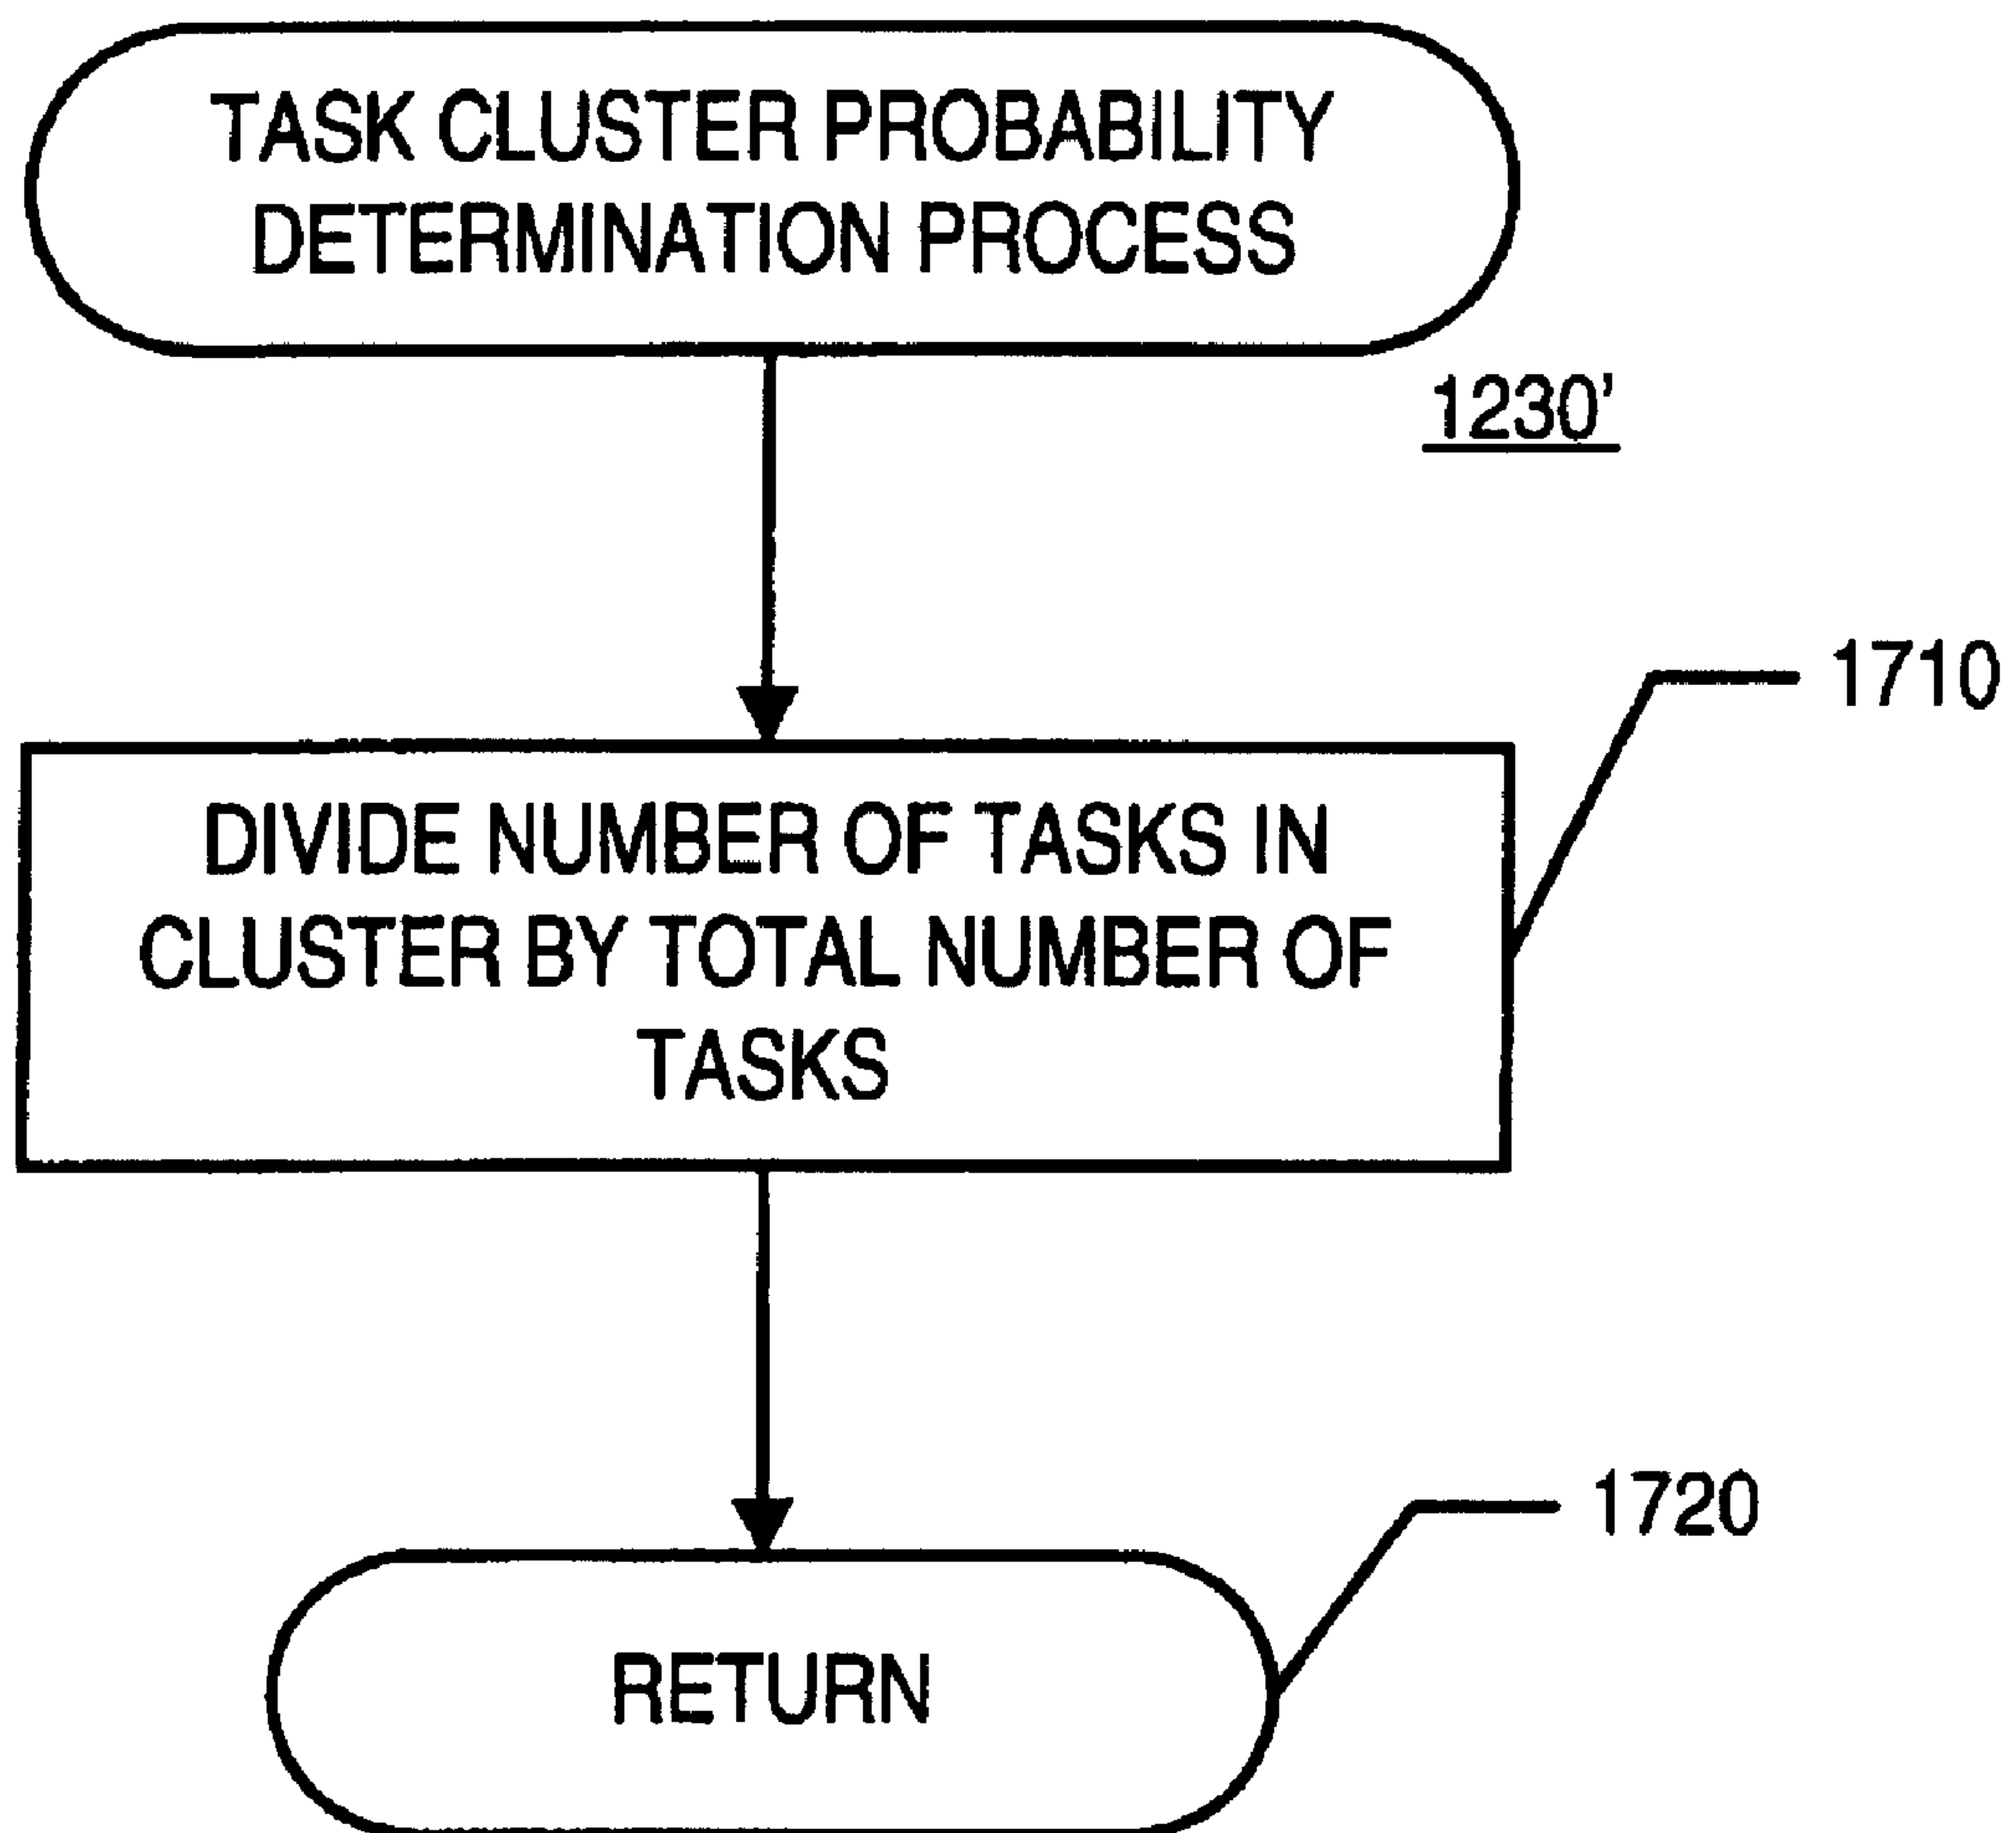 TASK CLUSTER PROBABILITY
DETERMINATION PROCESS
1230'
1710
DIVIDE NUMBER OF TASKS IN
CLUSTER BY TOTAL NUMBER OF
TASKS
1720
RETURN